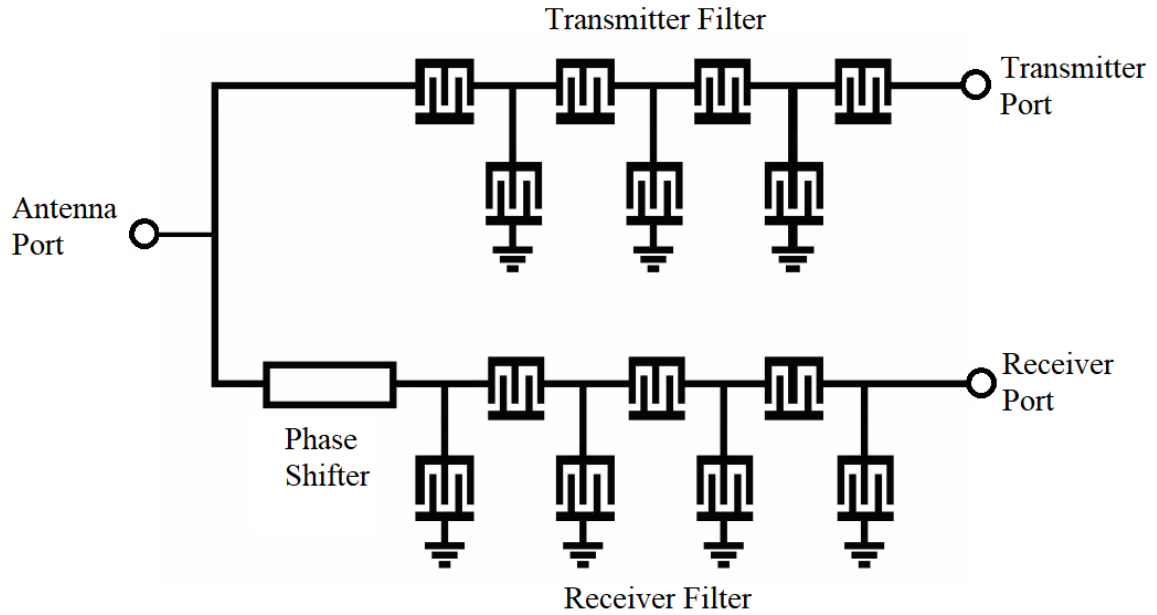 Transmitter Filter
Transmitter
Port
Antenna
Port
Receiver
Port
Phase
Shifter
Receiver Filter